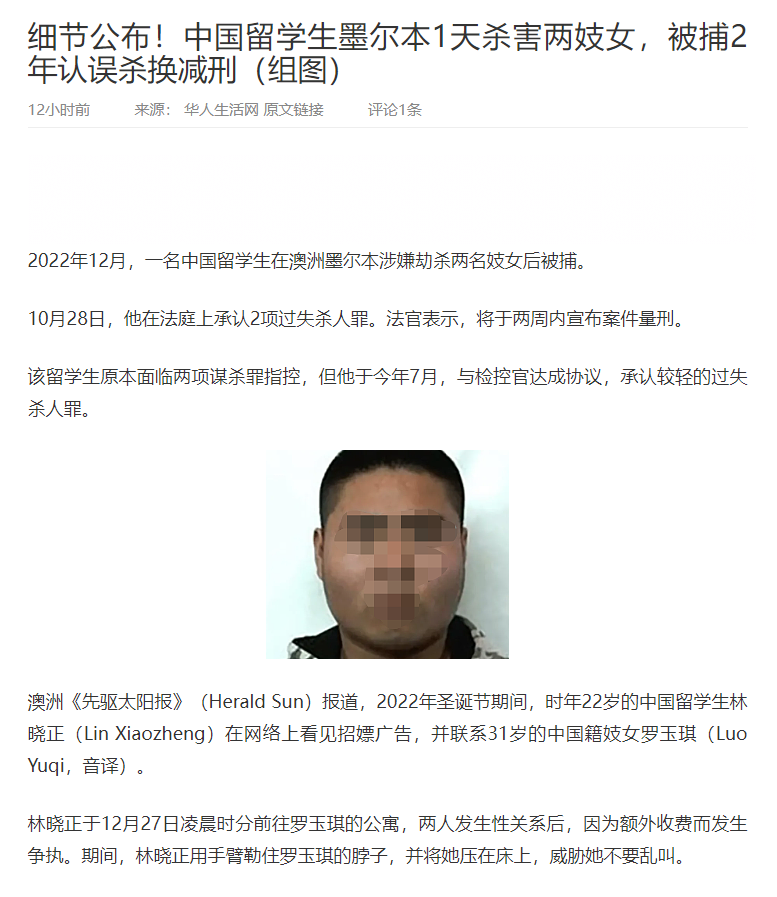 细节公布！中国留学生墨尔本1天杀害两妓女，被捕2
年认误杀换减刑（组图）
12小时前 来源： 华人生活网 原文链接 评论1条
2022年12月，一名中国留学生在澳洲墨尔本涉嫌劫杀两名妓女后被捕。
10月28日，他在法庭上承认2项过失杀人罪。法官表示，将于两周内宣布案件量刑。
该留学生原本面临两项谋杀罪指控，但他于今年7月，与检控官达成协议，承认较轻的过失
杀人罪。
澳洲《先驱太阳报》（Herald Sun）报道，2022年圣诞节期间，时年22岁的中国留学生林
晓正（Lin Xiaozheng）在网络上看见招嫖广告，并联系31岁的中国籍妓女罗玉琪（Luo
Yuqi，音译）。
林晓正于12月27日凌晨时分前往罗玉琪的公寓，两人发生性关系后，因为额外收费而发生
争执。期间，林晓正用手臂勒住罗玉琪的脖子，并将她压在床上，威胁她不要乱叫。